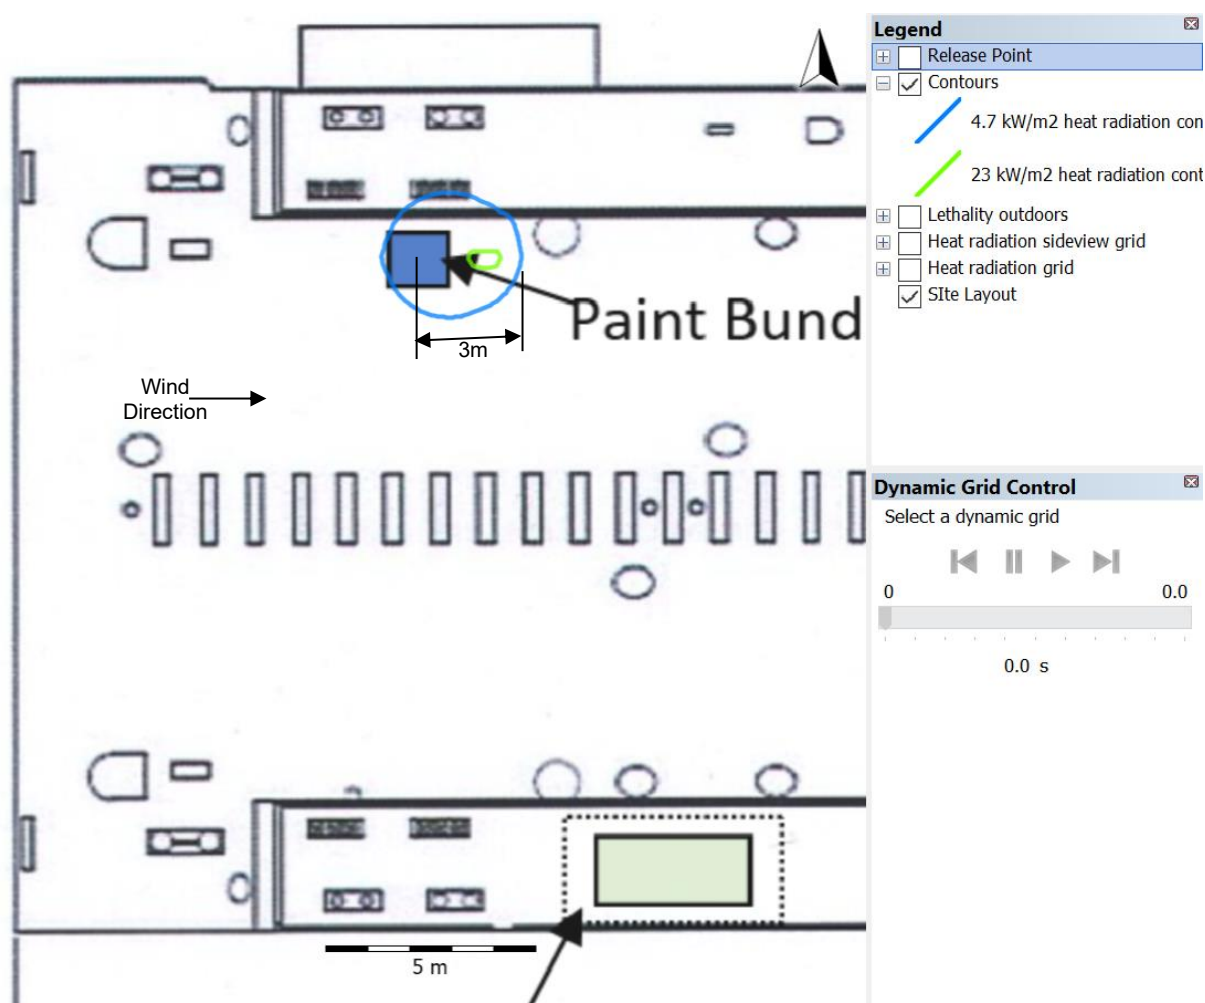 Legend
Release Point
Contours
4.7 kW/m2 heat radiation con
23 kW/m2 heat radiation cont
Lethality outdoors
Heat radiation sideview grid
Heat radiation grid
SIte Layout
Paint Bund
3m
Wind
Direction
Dynamic Grid Control
Select a dynamic grid
0 0.0
0.0 s
5 m